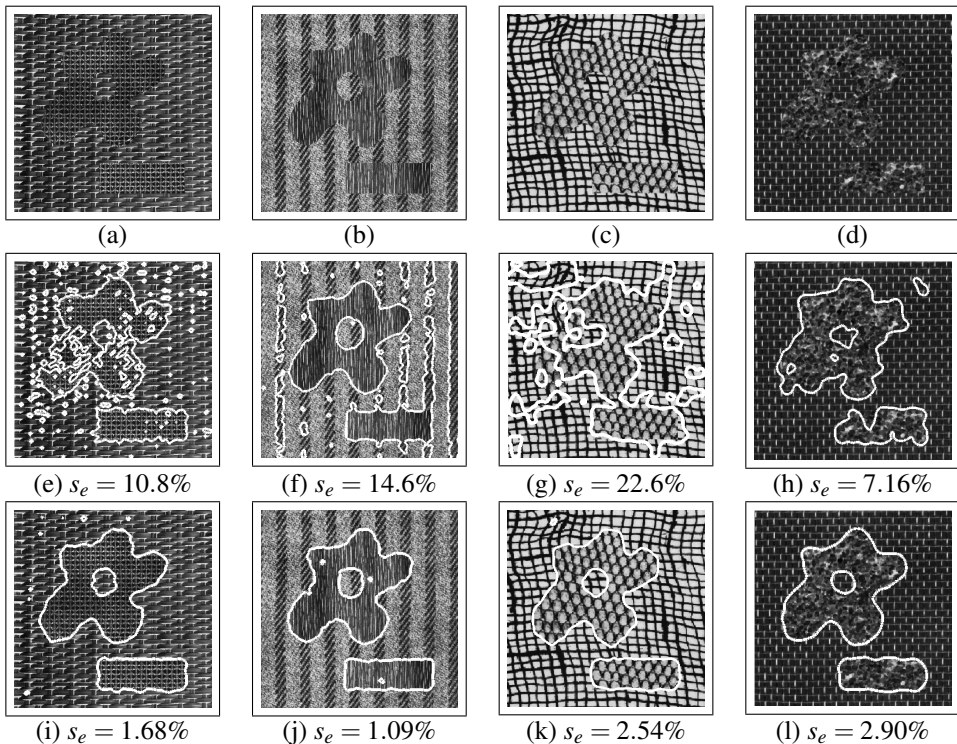 (a) (b) (c) (d)
(e) s_e = 10.8% (f) s_e = 14.6% (g) s_e = 22.6% (h) s_e = 7.16%
(i) s_e = 1.68% (j) s_e = 1.09% (k) s_e = 2.54% (l) s_e = 2.90%